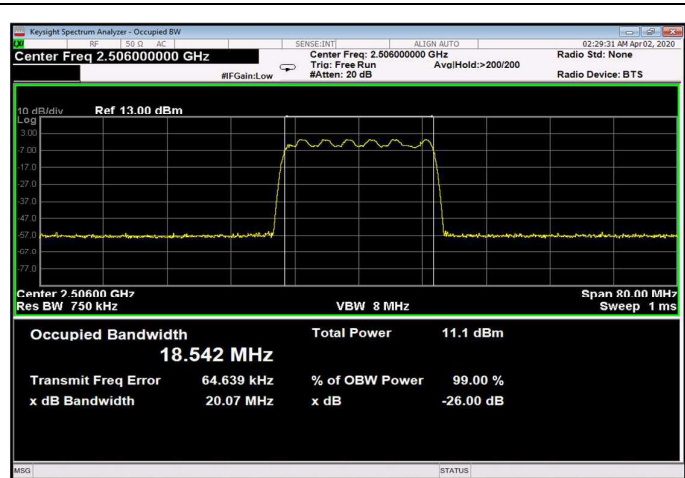 Keysight Spectrum Analyzer - Occupied BW
RF 50 Ω AC SENSE:INT ALIGN AUTO 02:29:31 AM Apr 02, 2020
Center Freq 2.506000000 GHz Center Freq: 2.506000000 GHz Radio Std: None
Trig: Free Run Avg|Hold:>200/200
#IFGain:Low #Atten: 20 dB Radio Device: BTS
10 dB/div Ref 13.00 dBm
Log
3.00
-7.00
-17.0
-27.0
-37.0
-47.0
-57.0
-67.0
-77.0
Center 2.50600 GHz Span 80.00 MHz
Res BW 750 kHz VBW 8 MHz Sweep 1 ms
Occupied Bandwidth Total Power 11.1 dBm
18.542 MHz
Transmit Freq Error 64.639 kHz % of OBW Power 99.00 %
x dB Bandwidth 20.07 MHz x dB -26.00 dB
MSG STATUS